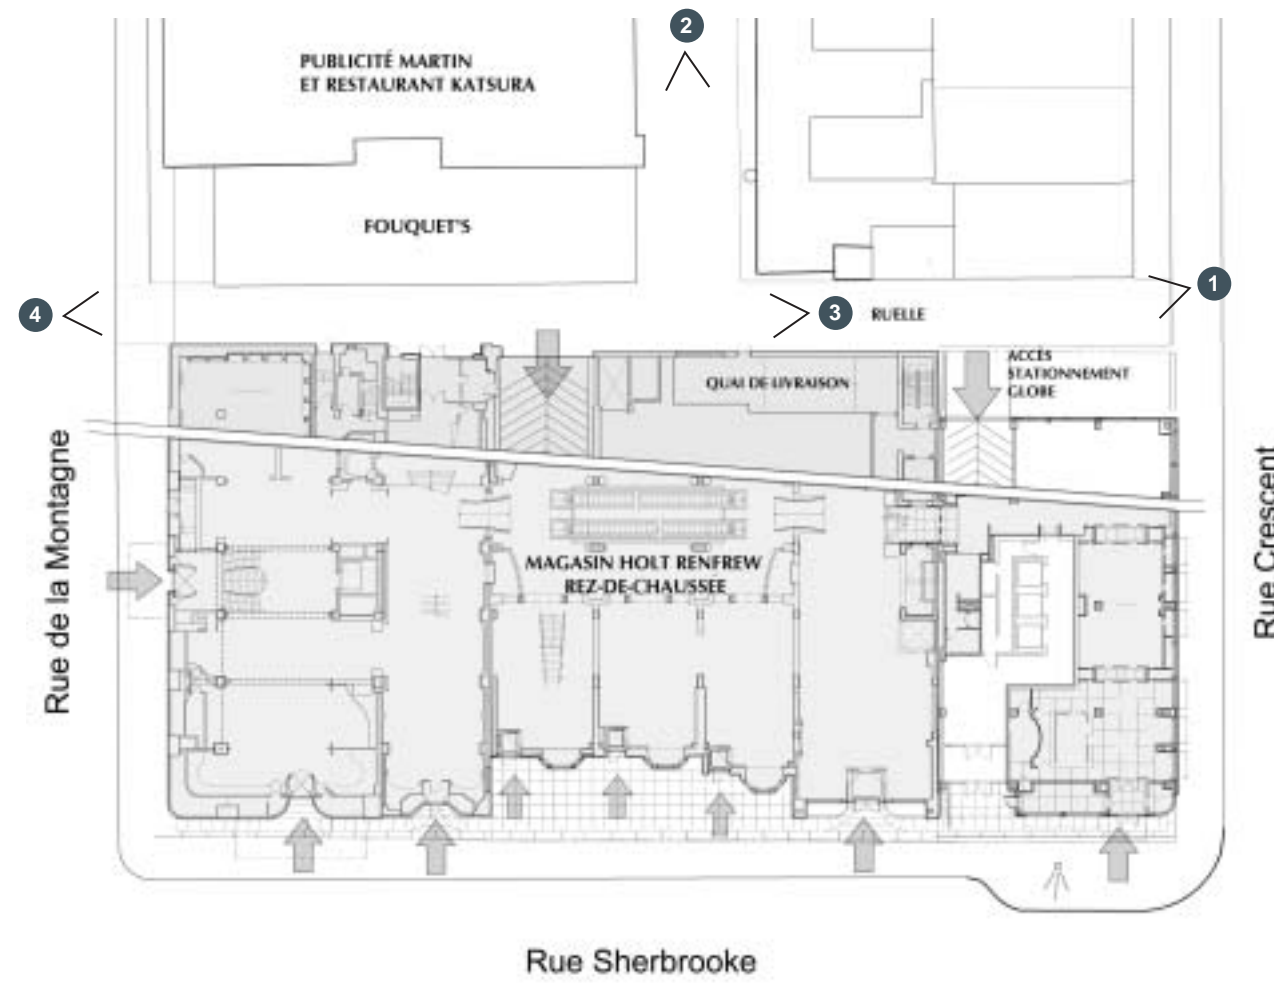 2
PUBLICITÉ MARTIN
ET RESTAURANT KATSURA
FOUQUET'S
1
4
3
RUELLE
ACCÈS
STATIONNEMENT
GLOBE
QUAI DE LIVRAISON
Rue de la Montagne
Rue Crescent
MAGASIN HOLT RENFREW
REZ-DE-CHAUSSEE
Rue Sherbrooke